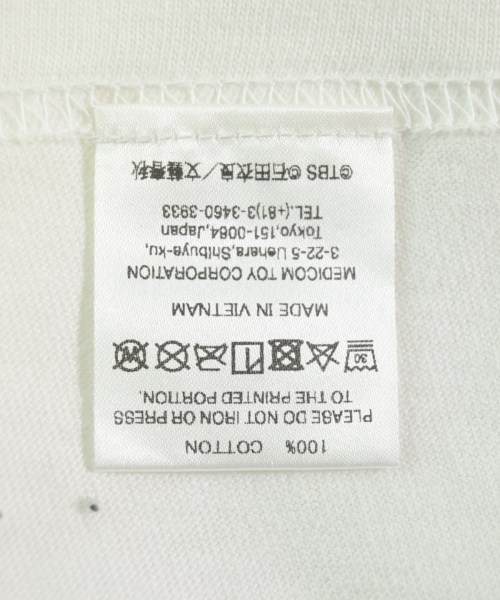 100% COTTON
PLEASE DO NOT IRON OR PRESS
TO THE PRINTED PORTION.
30
MADE IN VIETNAM
MEDICOM TOY CORPORATION
3-22-5 Uehara,Shibuya-ku,
Tokyo,151-0084,Japan
TEL.(+81)3-3460-3933
©TBS ©石田衣良／文藝春秋